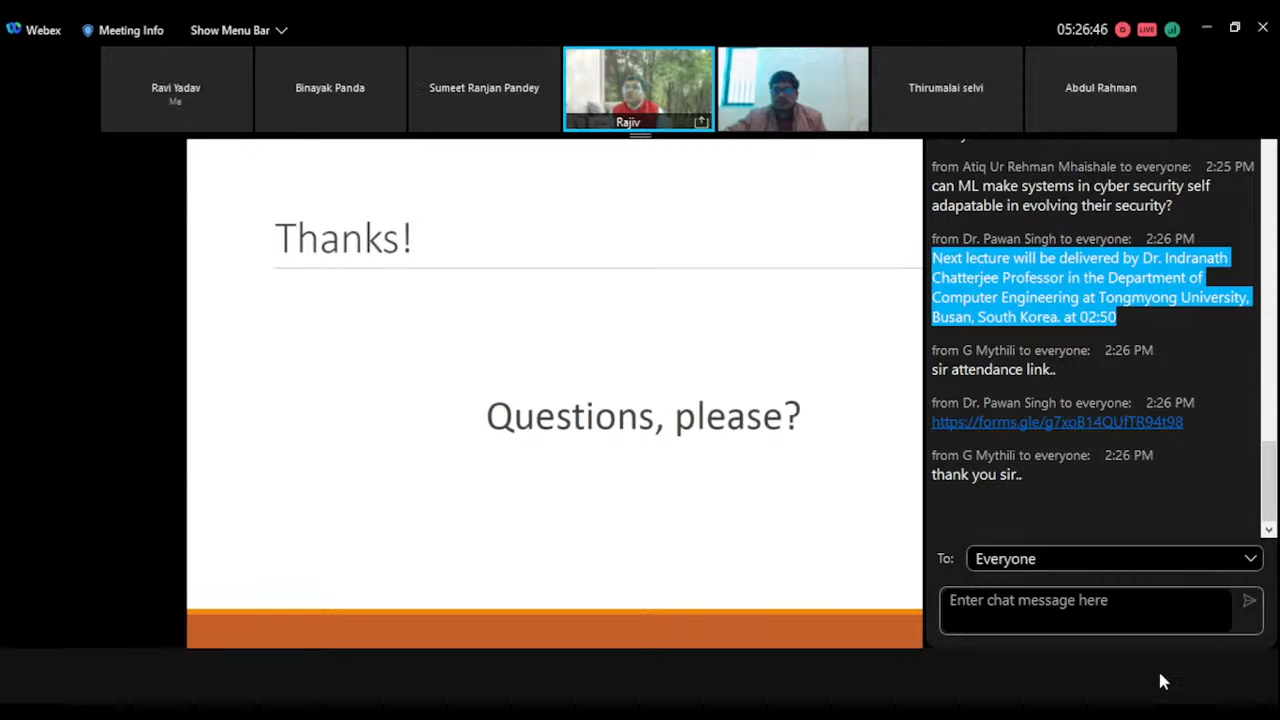 Webex
Meeting Info
Show Menu Bar
05:26:46
LIVE
Ravi Yadav
Me
Binayak Panda
Sumeet Ranjan Pandey
Rajiv
Thirumalai selvi
Abdul Rahman
Thanks!
Questions, please?
from Atiq Ur Rehman Mhaishale to everyone: 2:25 PM
can ML make systems in cyber security self
adapatable in evolving their security?
from Dr. Pawan Singh to everyone: 2:26 PM
Next lecture will be delivered by Dr. Indranath
Chatterjee Professor in the Department of
Computer Engineering at Tongmyong University,
Busan, South Korea. at 02:50
from G Mythili to everyone: 2:26 PM
sir attendance link..
from Dr. Pawan Singh to everyone: 2:26 PM
https://forms.gle/g7xoB14QUfTR94t98
from G Mythili to everyone: 2:26 PM
thank you sir..
To:
Everyone
Enter chat message here